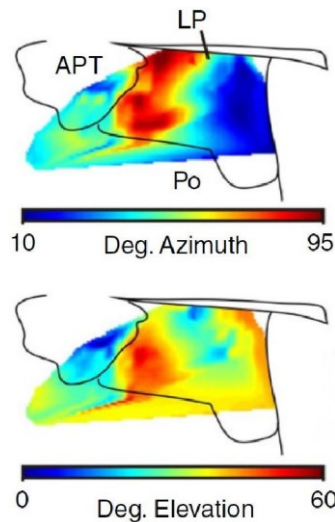 LP
APT
Po
10 95
Deg. Azimuth
0 60
Deg. Elevation